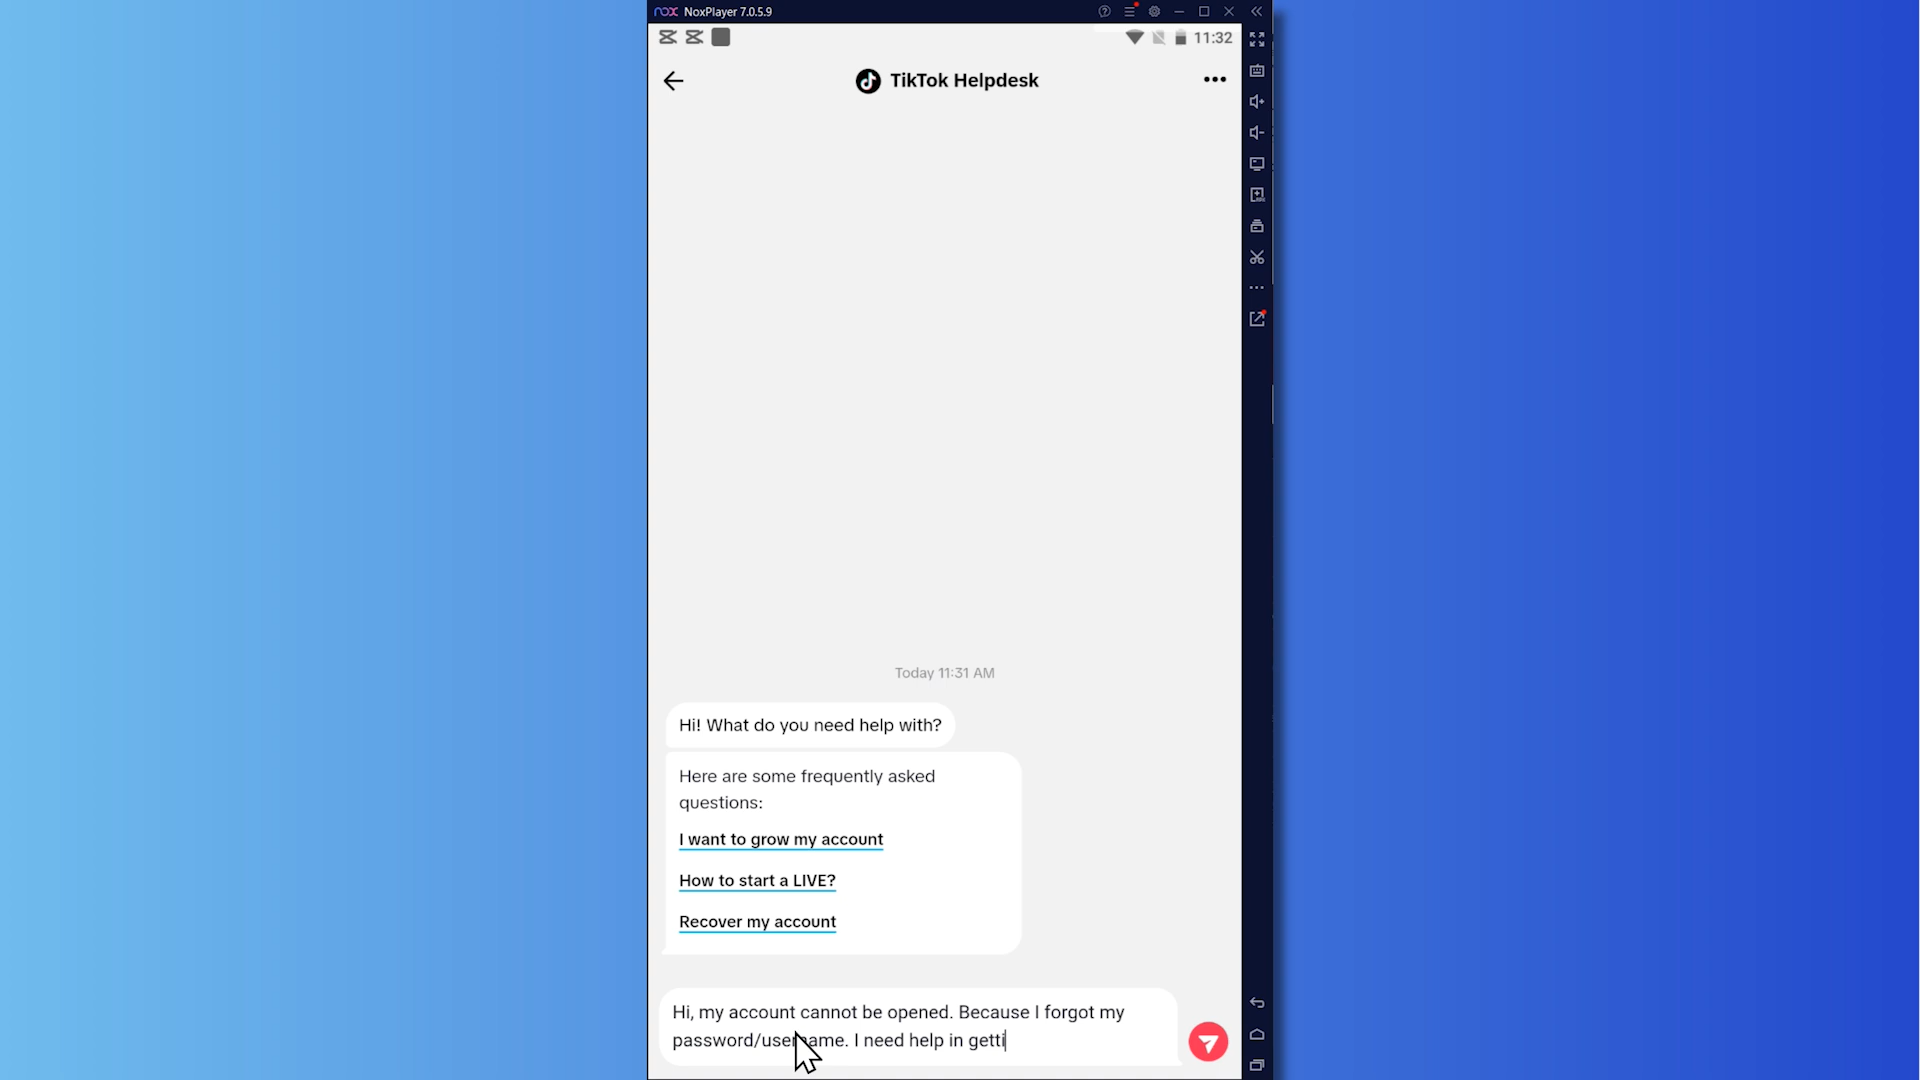 nox NoxPlayer 7.0.5.9
11:32
TikTok Helpdesk
Today 11:31 AM
Hi! What do you need help with?
Here are some frequently asked
questions:
I want to grow my account
How to start a LIVE?
Recover my account
Hi, my account cannot be opened. Because I forgot my
password/username. I need help in getti